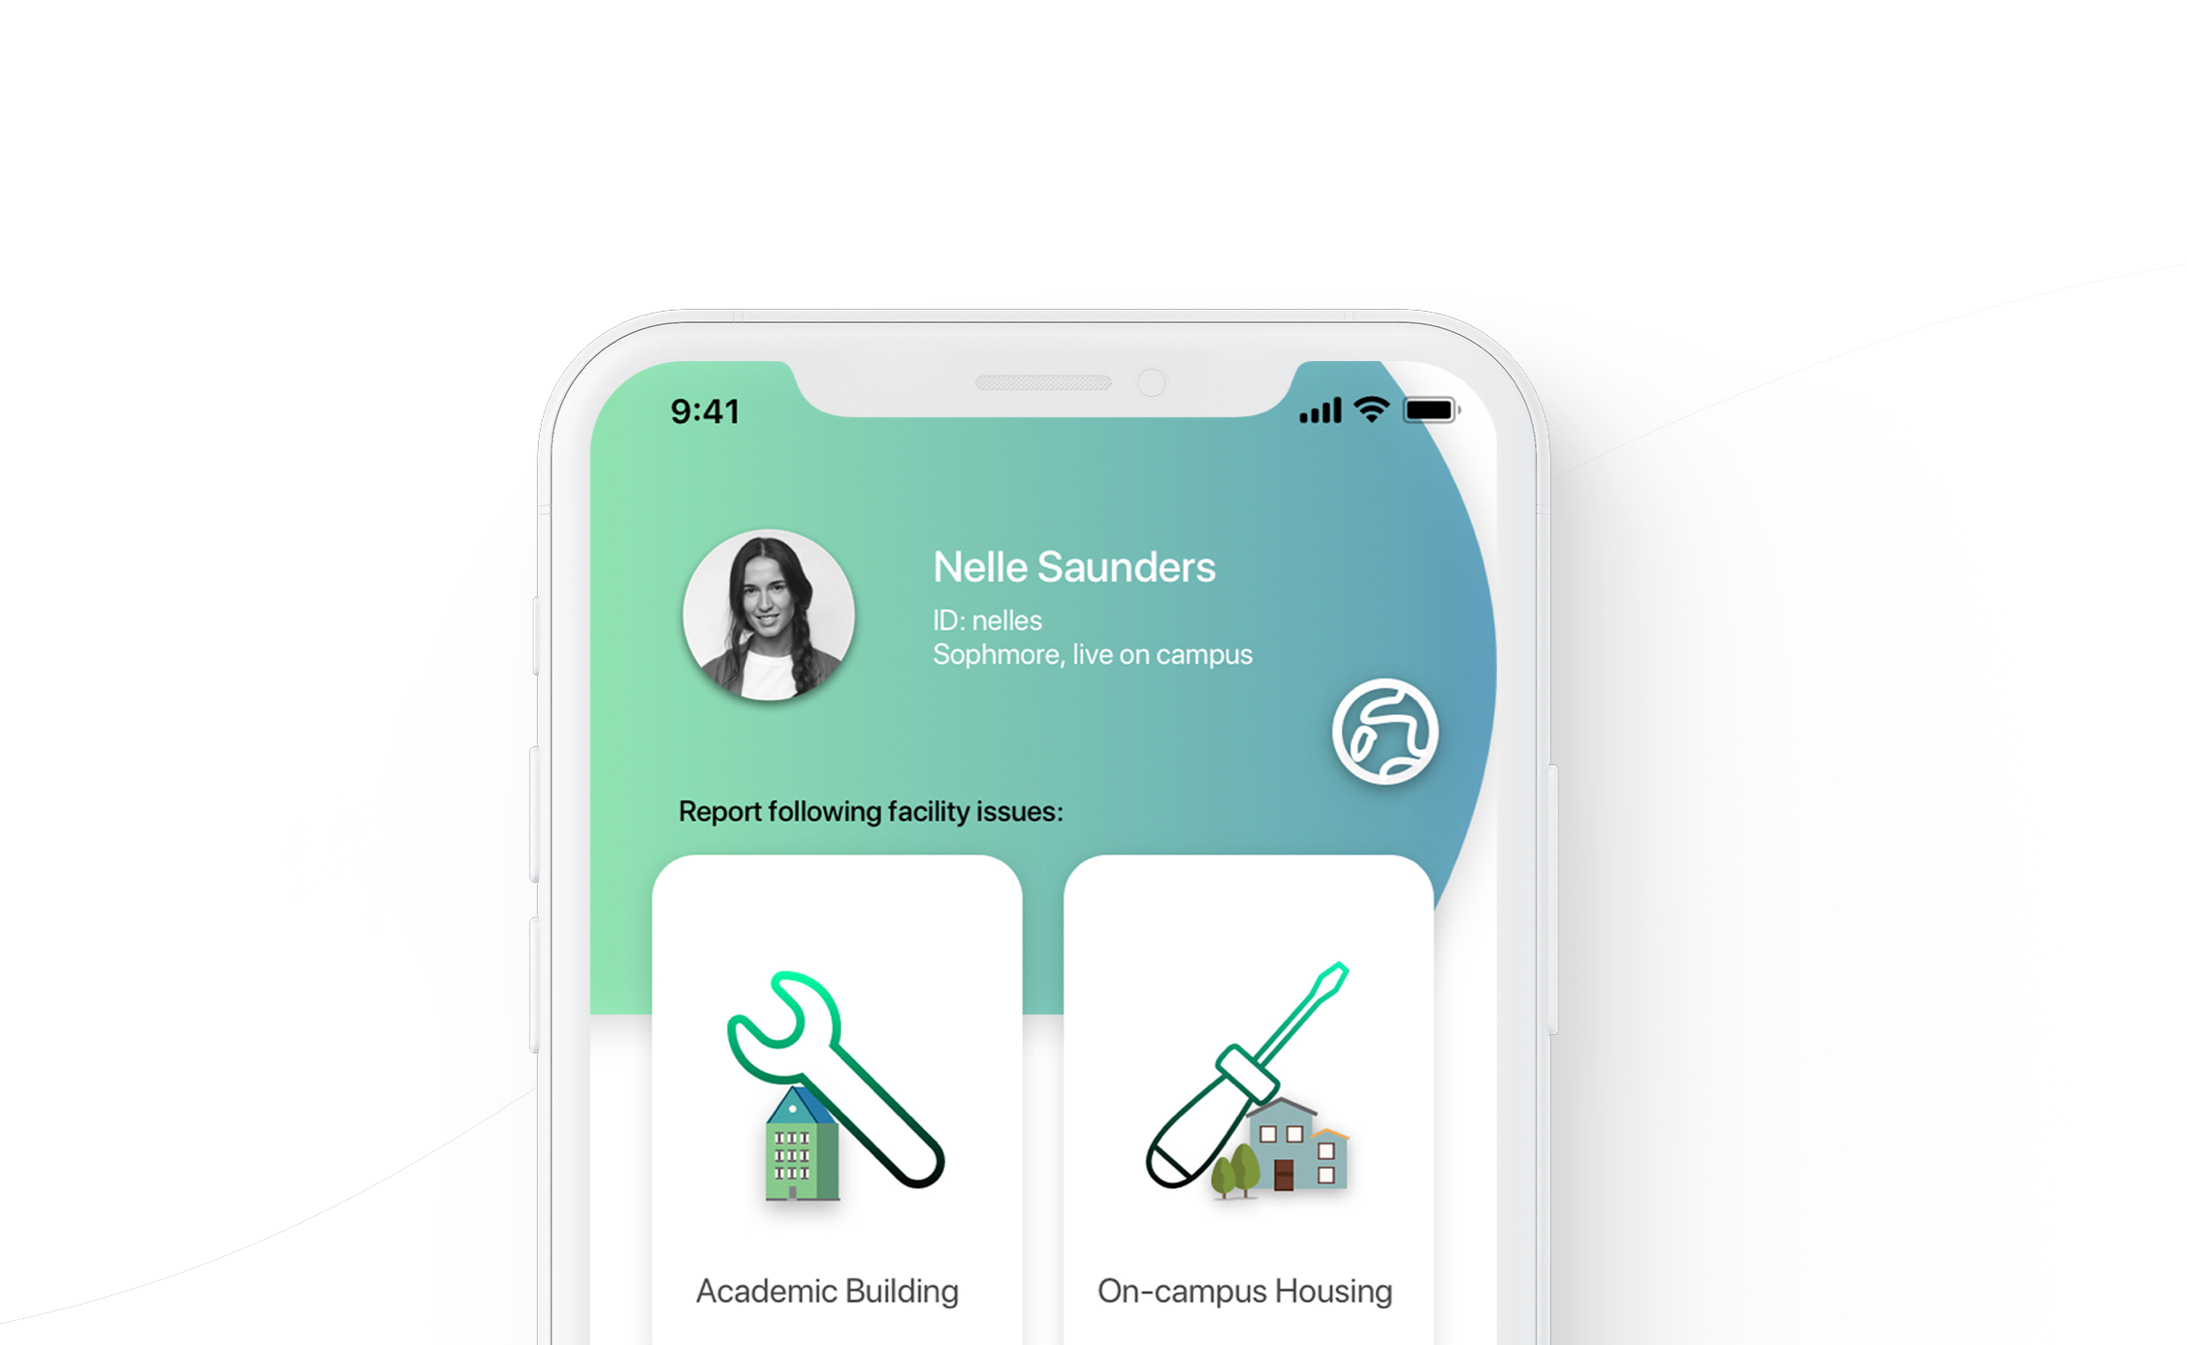 9:41
Nelle Saunders
ID: nelles
Sophmore, live on campus
Report following facility issues:
Academic Building
On-campus Housing